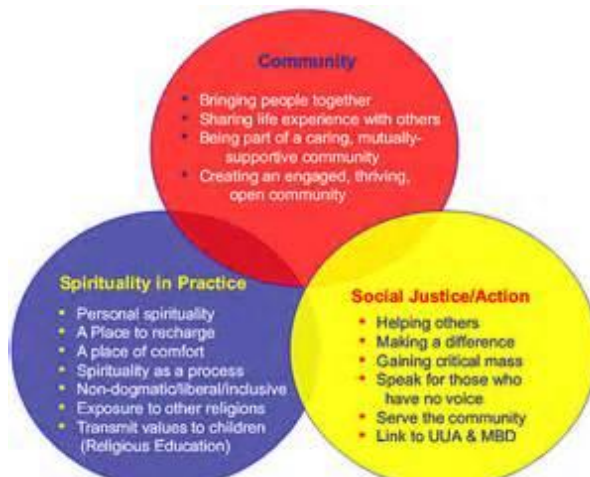 Community
• Bringing people together
• Sharing life experience with others
• Being part of a caring, mutually-
supportive community
• Creating an engaged, thriving,
open community
Spirituality in Practice
• Personal spirituality
• A Place to recharge
• A place of comfort
• Spirituality as a process
• Non-dogmatic/liberal/inclusive
• Exposure to other religions
• Transmit values to children
(Religious Education)
Social Justice/Action
• Helping others
• Making a difference
• Gaining critical mass
• Speak for those who
have no voice
• Serve the community
• Link to UUA & MBD